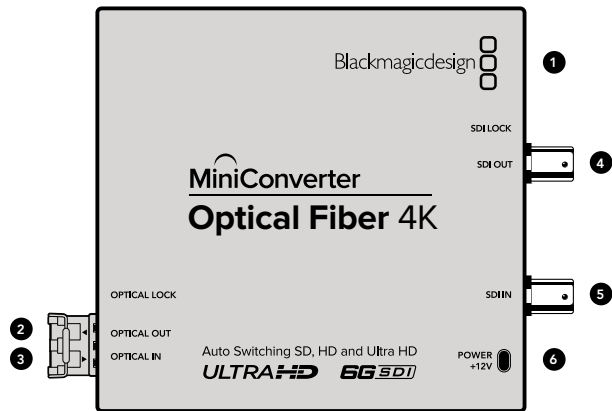 Blackmagicdesign
1
SDI LOCK
SDI OUT
4
MiniConverter
Optical Fiber 4K
OPTICAL LOCK
SDI IN
5
2
OPTICAL OUT
3
OPTICAL IN
Auto Switching SD, HD and Ultra HD
ULTRAHD 6G SDI
POWER
+12V
6